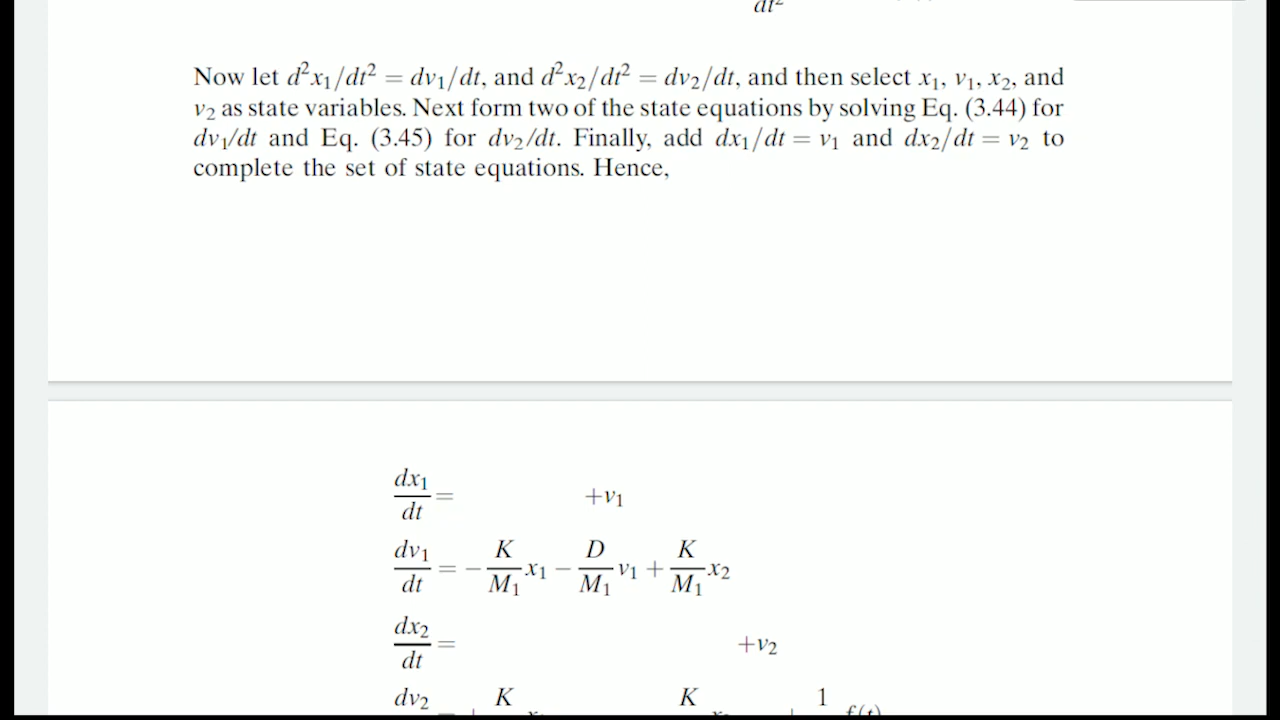 dt²
Now let d²x₁/dt² = dv₁/dt, and d²x₂/dt² = dv₂/dt, and then select x₁, v₁, x₂, and
v₂ as state variables. Next form two of the state equations by solving Eq. (3.44) for
dv₁/dt and Eq. (3.45) for dv₂/dt. Finally, add dx₁/dt = v₁ and dx₂/dt = v₂ to
complete the set of state equations. Hence,
dx₁/dt = +v₁
dv₁/dt = −K/M₁ x₁ − D/M₁ v₁ + K/M₁ x₂
dx₂/dt = +v₂
dv₂ = + K K + 1 f(t)